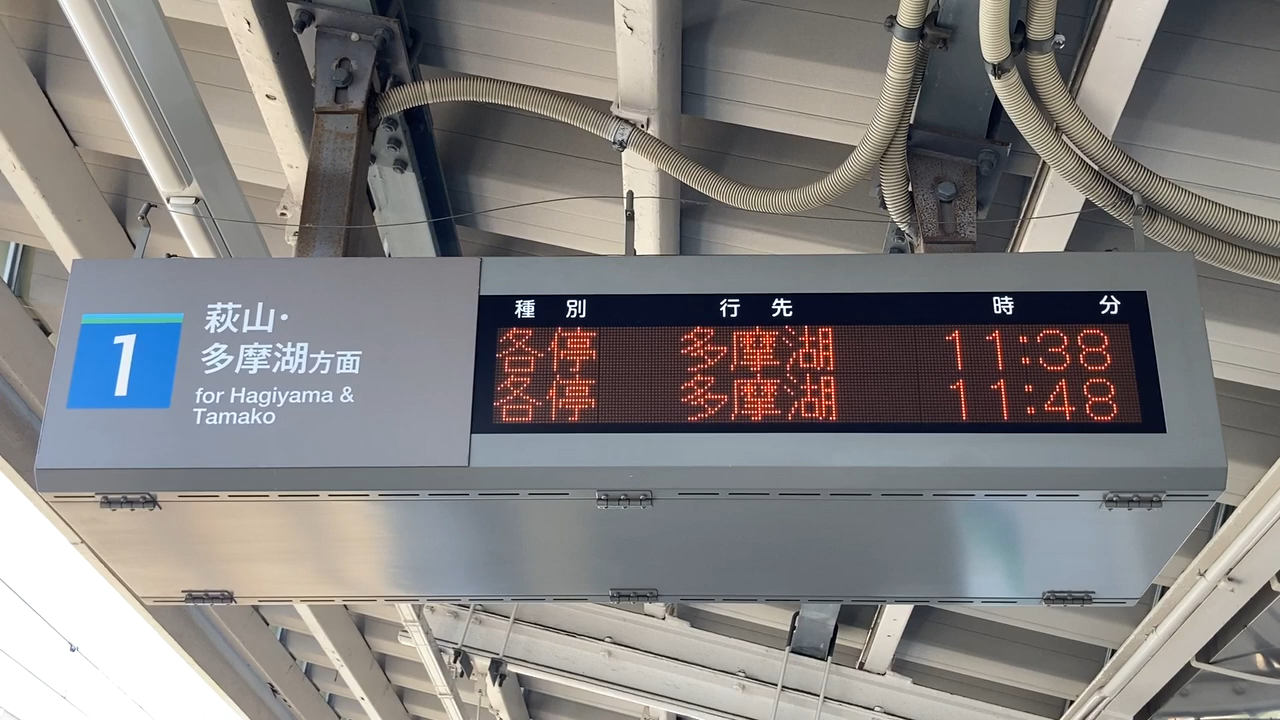 1
萩山・
多摩湖方面
for Hagiyama &
Tamako
種別 行先 時 分
各停 多摩湖 11:38
各停 多摩湖 11:48